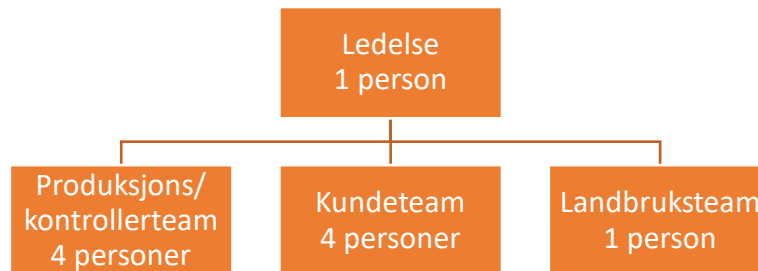 Ledelse
1 person
Produksjons/
kontrollerteam
4 personer
Kundeteam
4 personer
Landbruksteam
1 person